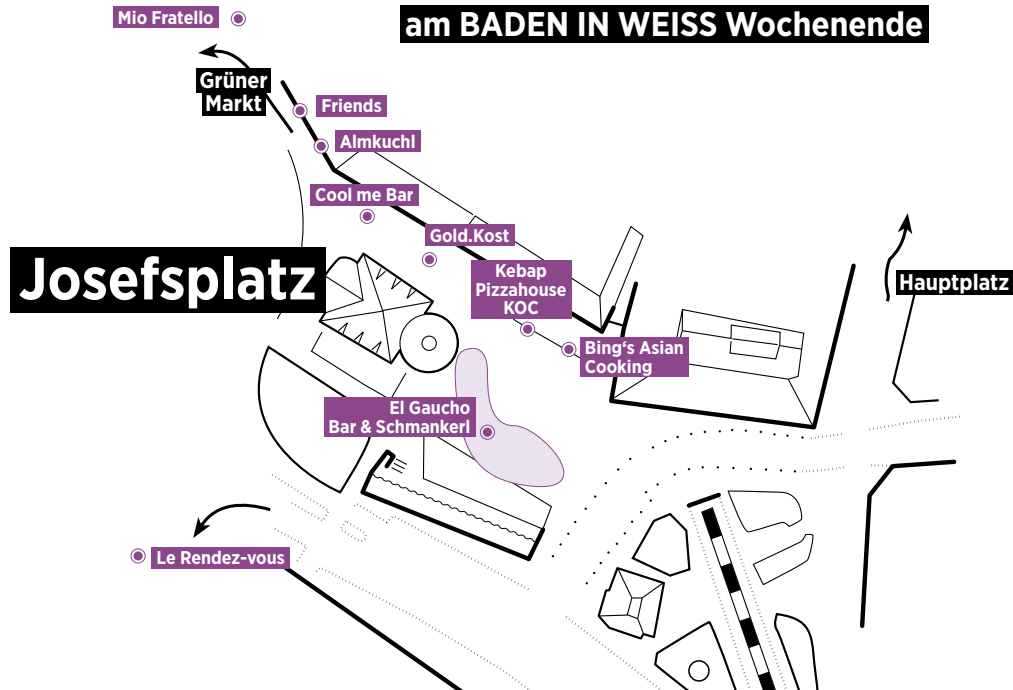 Mio Fratello
am BADEN IN WEISS Wochenende
Grüner
Markt
Friends
Almkuchl
Cool me Bar
Gold.Kost
Josefsplatz
Kebap
Pizzahouse
KOC
Hauptplatz
Bing‘s Asian
Cooking
El Gaucho
Bar & Schmankerl
Le Rendez-vous